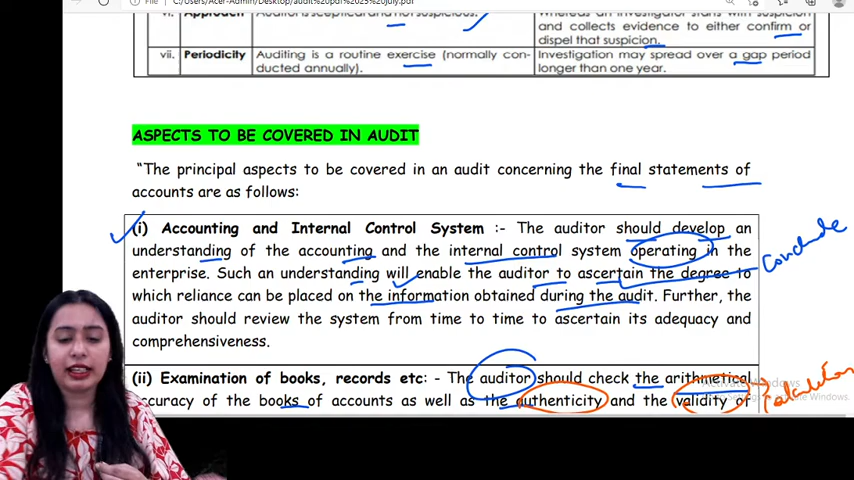 audit%20pdf%202025%20july.pdf
vi. Approach Auditor is sceptical and not suspicious. Whereas an investigator starts with suspicion
and collects evidence to either confirm or
dispel that suspicion.
vii. Periodicity Auditing is a routine exercise (normally con- Investigation may spread over a gap period
ducted annually). longer than one year.
ASPECTS TO BE COVERED IN AUDIT
“The principal aspects to be covered in an audit concerning the final statements of
accounts are as follows:
(i) Accounting and Internal Control System :- The auditor should develop an
understanding of the accounting and the internal control system operating in the
enterprise. Such an understanding will enable the auditor to ascertain the degree to
which reliance can be placed on the information obtained during the audit. Further, the
auditor should review the system from time to time to ascertain its adequacy and
comprehensiveness.
Conclude
(ii) Examination of books, records etc: - The auditor should check the arithmetical
accuracy of the books of accounts as well as the authenticity and the validity of
Activate Windows